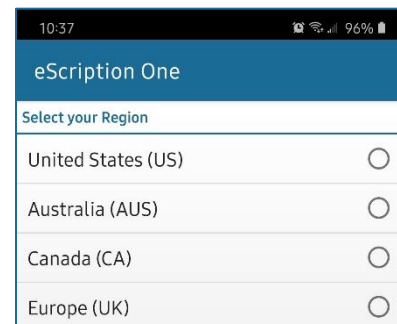 10:37 96%
eScription One
Select your Region
United States (US)
Australia (AUS)
Canada (CA)
Europe (UK)